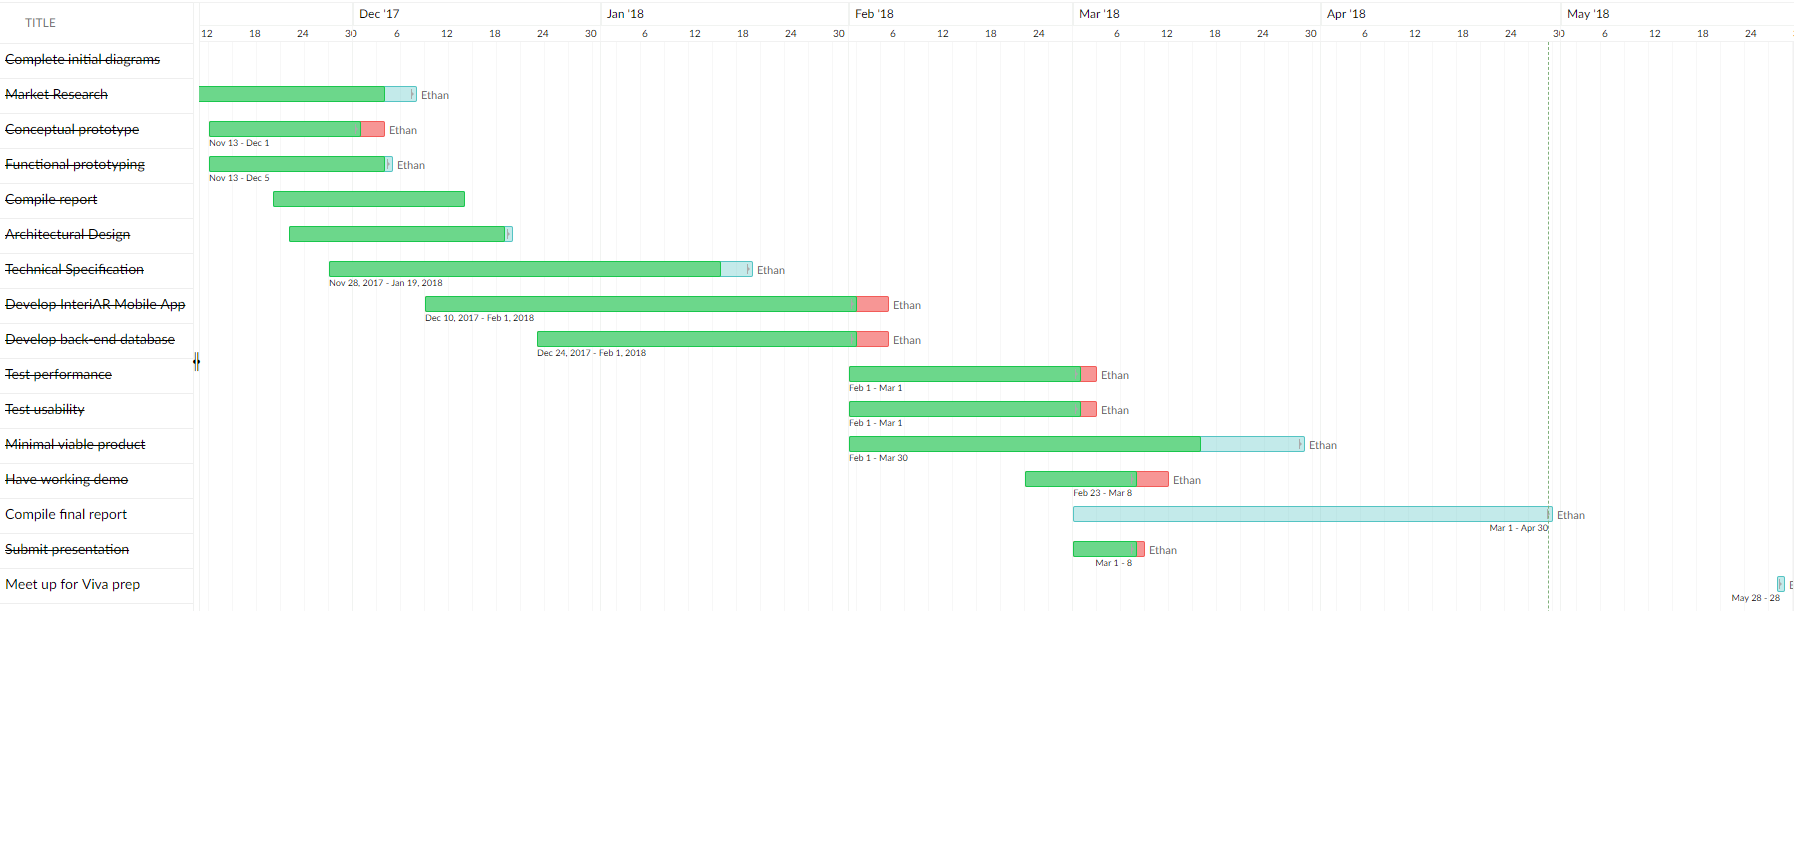 TITLE
Dec '17 Jan '18 Feb '18 Mar '18 Apr '18 May '18
12 18 24 30 6 12 18 24 30 6 12 18 24 30 6 12 18 24 6 12 18 24 30 6 12 18 24 30 6 12 18 24
Complete initial diagrams
Market Research Ethan
Conceptual prototype Ethan
Nov 13 - Dec 1
Functional prototyping Ethan
Nov 13 - Dec 5
Compile report
Architectural Design
Technical Specification Ethan
Nov 28, 2017 - Jan 19, 2018
Develop InteriAR Mobile App Ethan
Dec 10, 2017 - Feb 1, 2018
Develop back-end database Ethan
Dec 24, 2017 - Feb 1, 2018
Test performance Ethan
Feb 1 - Mar 1
Test usability Ethan
Feb 1 - Mar 1
Minimal viable product Ethan
Feb 1 - Mar 30
Have working demo Ethan
Feb 23 - Mar 8
Compile final report Ethan
Mar 1 - Apr 30
Submit presentation Ethan
Mar 1 - 8
Meet up for Viva prep
May 28 - 28